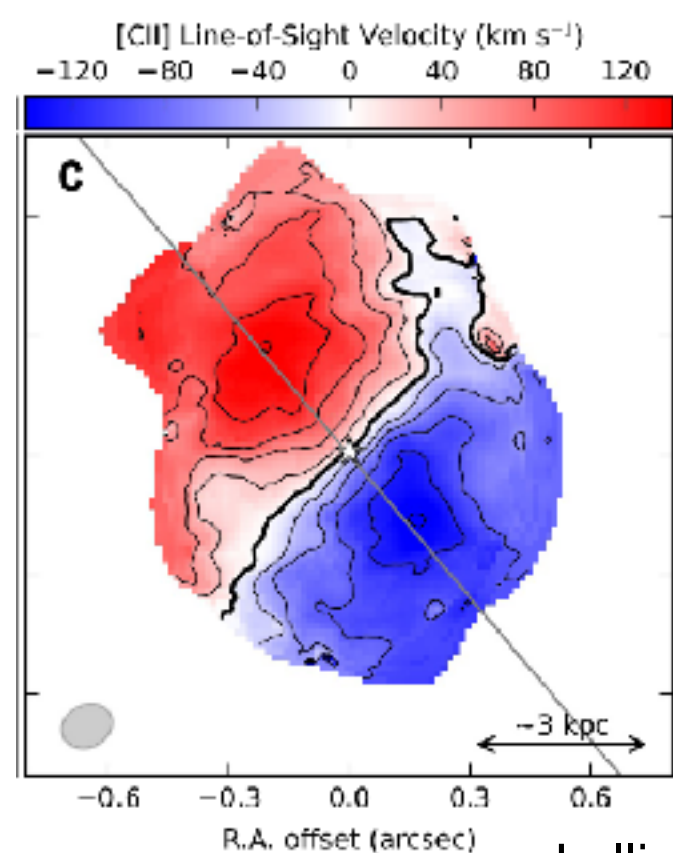 [CII] Line-of-Sight Velocity (km s⁻¹)
−120 −80 −40 0 40 80 120
C
~3 kpc
−0.6 −0.3 0.0 0.3 0.6
R.A. offset (arcsec)